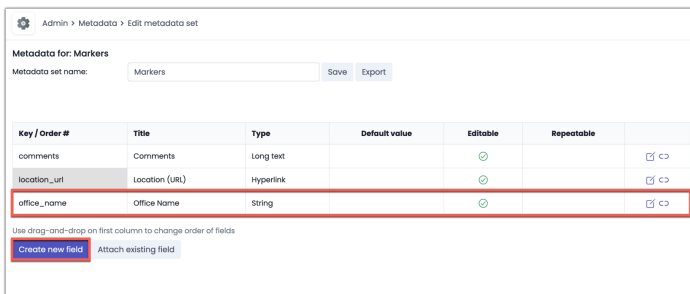 Admin > Metadata > Edit metadata set
Metadata for: Markers
Metadata set name: Markers Save Export
Key / Order # Title Type Default value Editable Repeatable
comments Comments Long text
location_url Location (URL) Hyperlink
office_name Office Name String
Use drag-and-drop on first column to change order of fields
Create new field Attach existing field